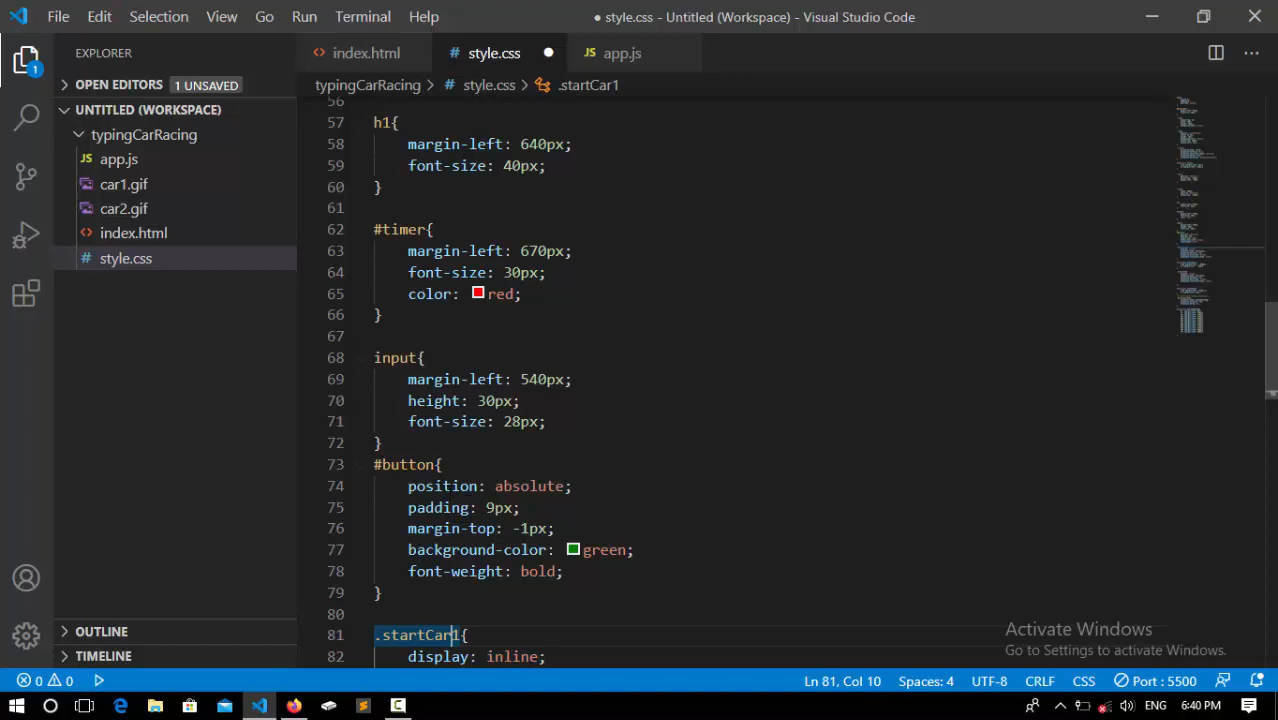 File Edit Selection View Go Run Terminal Help
● style.css - Untitled (Workspace) - Visual Studio Code
EXPLORER
OPEN EDITORS 1 UNSAVED
UNTITLED (WORKSPACE)
typingCarRacing
JS app.js
car1.gif
car2.gif
<> index.html
# style.css
OUTLINE
TIMELINE
1
<> index.html # style.css ● JS app.js
typingCarRacing > # style.css > .startCar1
56
57 h1{
58 margin-left: 640px;
59 font-size: 40px;
60 }
61
62 #timer{
63 margin-left: 670px;
64 font-size: 30px;
65 color: red;
66 }
67
68 input{
69 margin-left: 540px;
70 height: 30px;
71 font-size: 28px;
72 }
73 #button{
74 position: absolute;
75 padding: 9px;
76 margin-top: -1px;
77 background-color: green;
78 font-weight: bold;
79 }
80
81 .startCar1{
82 display: inline;
Activate Windows
Go to Settings to activate Windows.
0 0 Ln 81, Col 10 Spaces: 4 UTF-8 CRLF CSS Port : 5500
ENG 6:40 PM